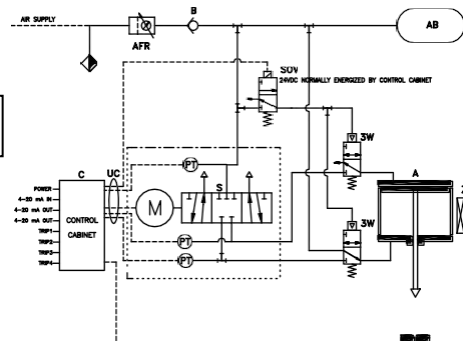 AIR SUPPLY
AFR
B
AB
SOV
24VDC NORMALLY ENERGIZED BY CONTROL CABINET
3W
C
UC
PT
S
A
POWER
4-20 mA IN
4-20 mA OUT
4-20 mA OUT
TRIP1
TRIP2
TRIP3
TRIP4
CONTROL
CABINET
M
PT
PT
3W